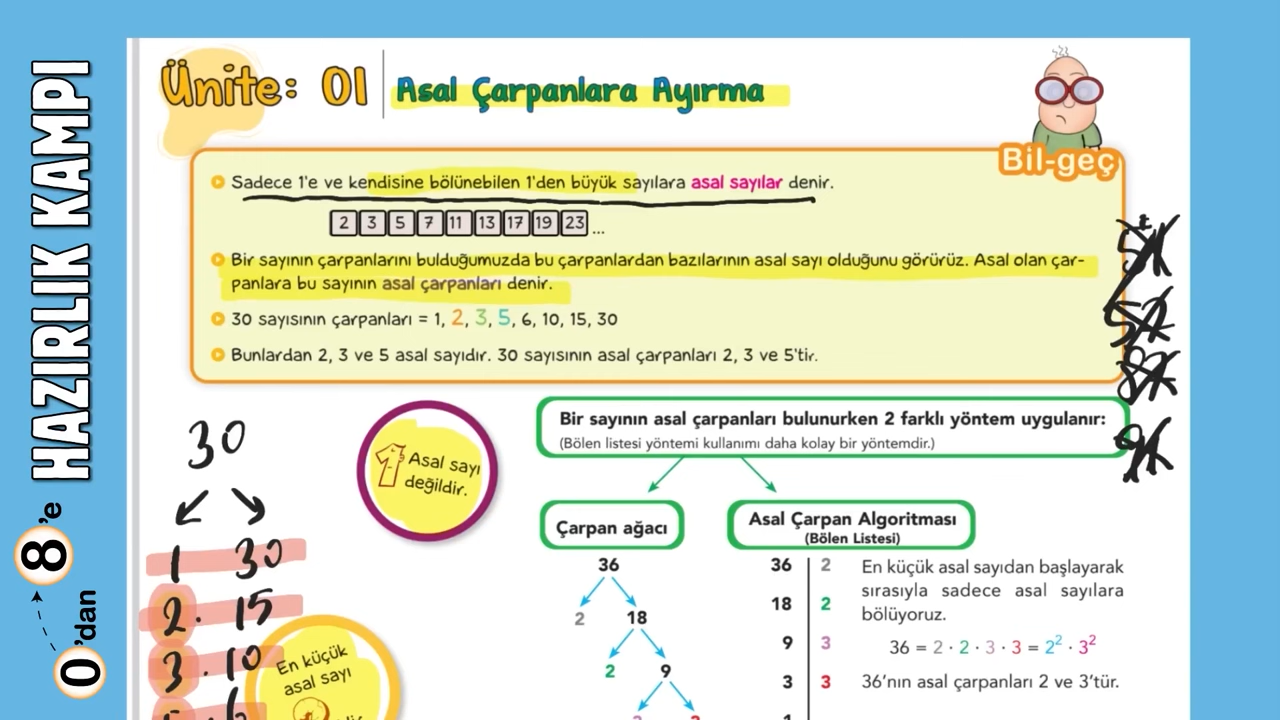 HAZIRLIK KAMPI
0'dan 8'e
Ünite: 01 Asal Çarpanlara Ayırma
Bil-geç
Sadece 1'e ve kendisine bölünebilen 1'den büyük sayılara asal sayılar denir.
2 3 5 7 11 13 17 19 23 ...
Bir sayının çarpanlarını bulduğumuzda bu çarpanlardan bazılarının asal sayı olduğunu görürüz. Asal olan çar-
panlara bu sayının asal çarpanları denir.
30 sayısının çarpanları = 1, 2, 3, 5, 6, 10, 15, 30
Bunlardan 2, 3 ve 5 asal sayıdır. 30 sayısının asal çarpanları 2, 3 ve 5'tir.
30
1 30
2 . 15
3 . 10
1 Asal sayı
değildir.
En küçük
asal sayı
Bir sayının asal çarpanları bulunurken 2 farklı yöntem uygulanır:
(Bölen listesi yöntemi kullanımı daha kolay bir yöntemdir.)
Çarpan ağacı
36
2 18
2 9
Asal Çarpan Algoritması
(Bölen Listesi)
36 2
18 2
9 3
3 3
1
En küçük asal sayıdan başlayarak
sırasıyla sadece asal sayılara
bölüyoruz.
36 = 2 · 2 · 3 · 3 = 2² · 3²
36'nın asal çarpanları 2 ve 3'tür.